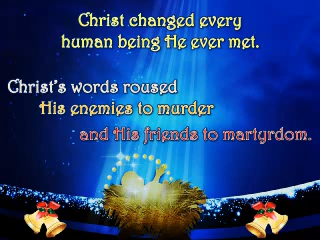 Christ changed every
human being He ever met.
Christ's words roused
His enemies to murder
and His friends to martyrdom.